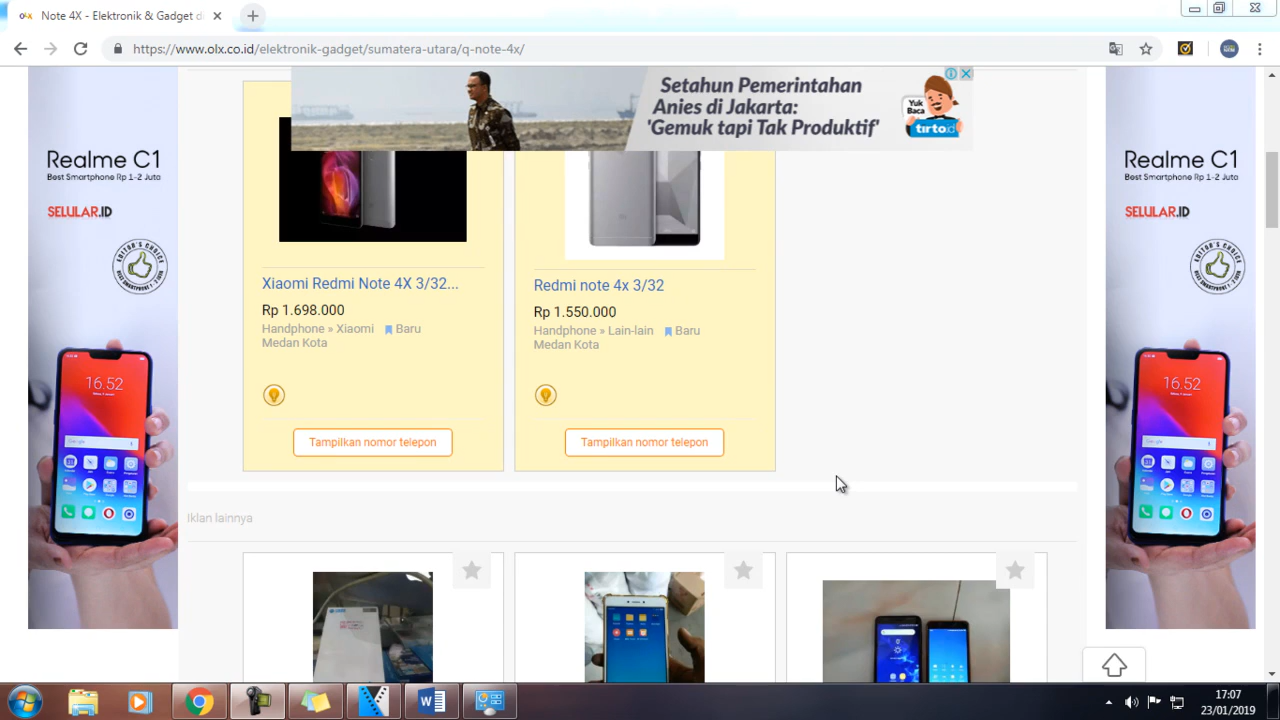 Note 4X - Elektronik & Gadget d
https://www.olx.co.id/elektronik-gadget/sumatera-utara/q-note-4x/
Setahun Pemerintahan
Anies di Jakarta:
'Gemuk tapi Tak Produktif'
Yuk
Baca
tirto.id
Realme C1
Best Smartphone Rp 1-2 Juta
SELULAR.ID
EDITOR'S CHOICE
16.52
Realme C1
Best Smartphone Rp 1-2 Juta
SELULAR.ID
EDITOR'S CHOICE
16.52
Xiaomi Redmi Note 4X 3/32...
Rp 1.698.000
Handphone » Xiaomi Baru
Medan Kota
Tampilkan nomor telepon
Redmi note 4x 3/32
Rp 1.550.000
Handphone » Lain-lain Baru
Medan Kota
Tampilkan nomor telepon
Iklan lainnya
17:07
23/01/2019